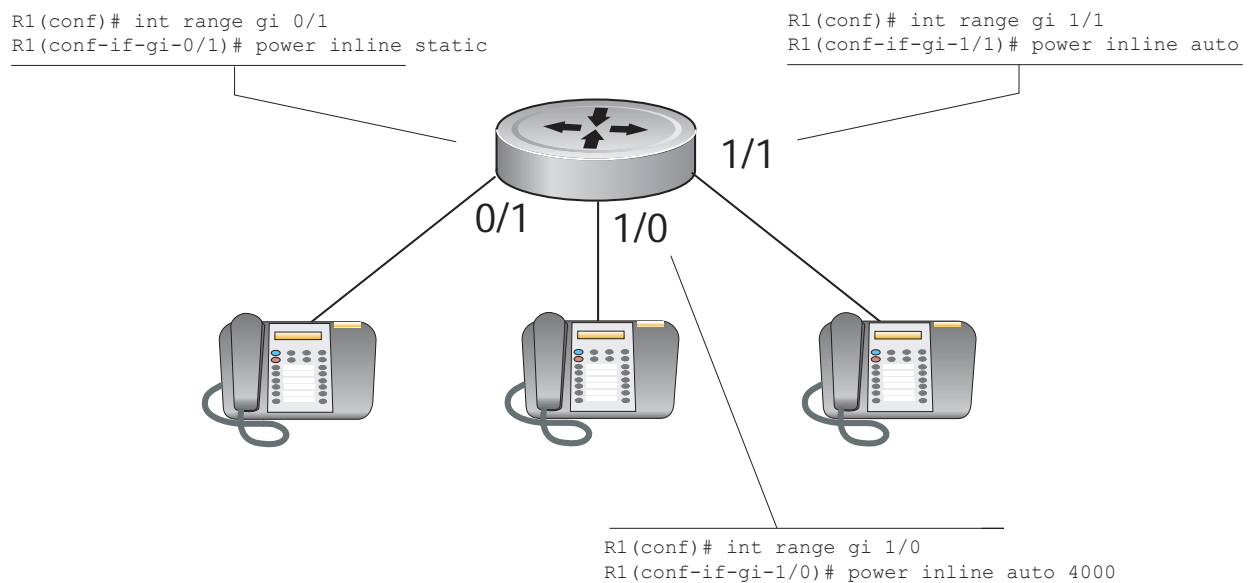 R1(conf)# int range gi 0/1
R1(conf-if-gi-0/1)# power inline static
R1(conf)# int range gi 1/1
R1(conf-if-gi-1/1)# power inline auto
1/1
0/1
1/0
R1(conf)# int range gi 1/0
R1(conf-if-gi-1/0)# power inline auto 4000